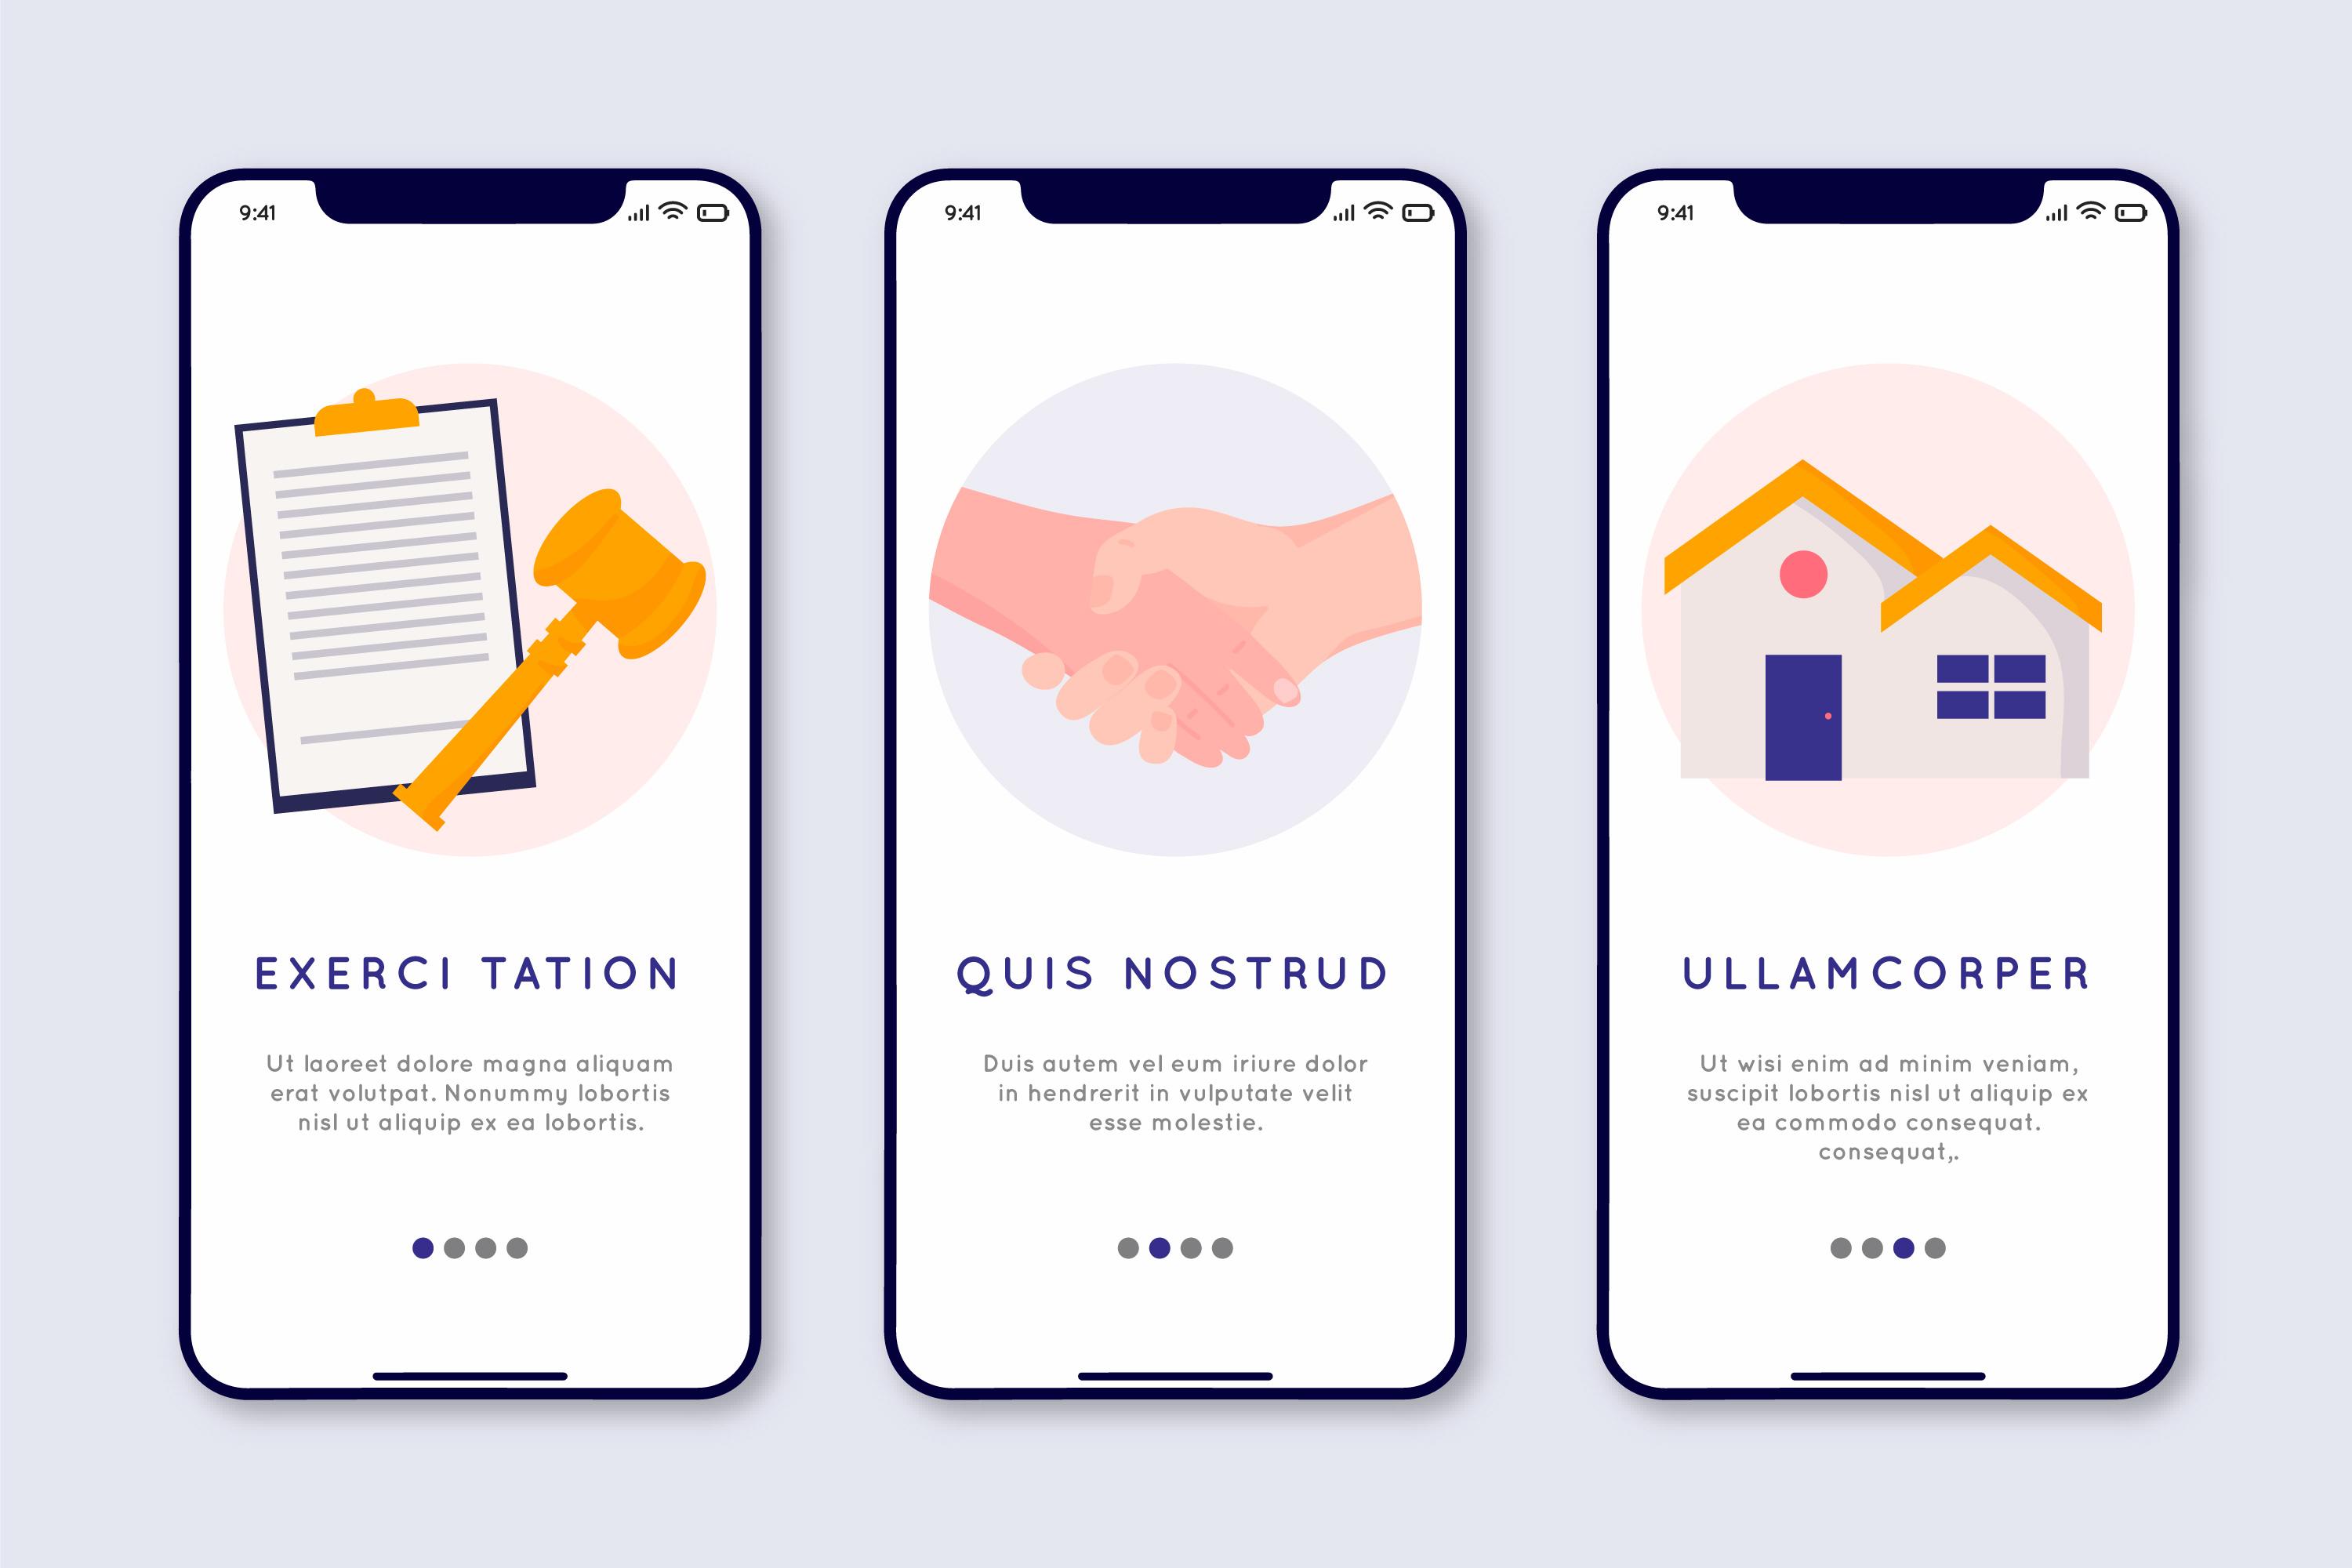 9:41
EXERCI TATION
Ut laoreet dolore magna aliquam
erat volutpat. Nonummy lobortis
nisl ut aliquip ex ea lobortis.
9:41
QUIS NOSTRUD
Duis autem vel eum iriure dolor
in hendrerit in vulputate velit
esse molestie.
9:41
ULLAMCORPER
Ut wisi enim ad minim veniam,
suscipit lobortis nisl ut aliquip ex
ea commodo consequat.
consequat,.